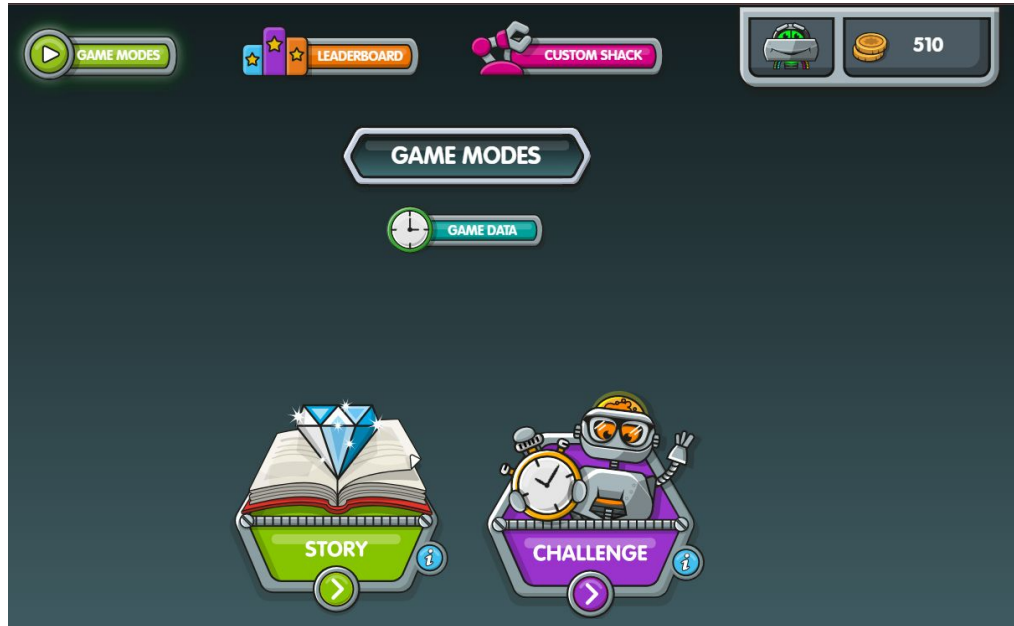 GAME MODES
LEADERBOARD
CUSTOM SHACK
510
GAME MODES
GAME DATA
STORY
i
CHALLENGE
i